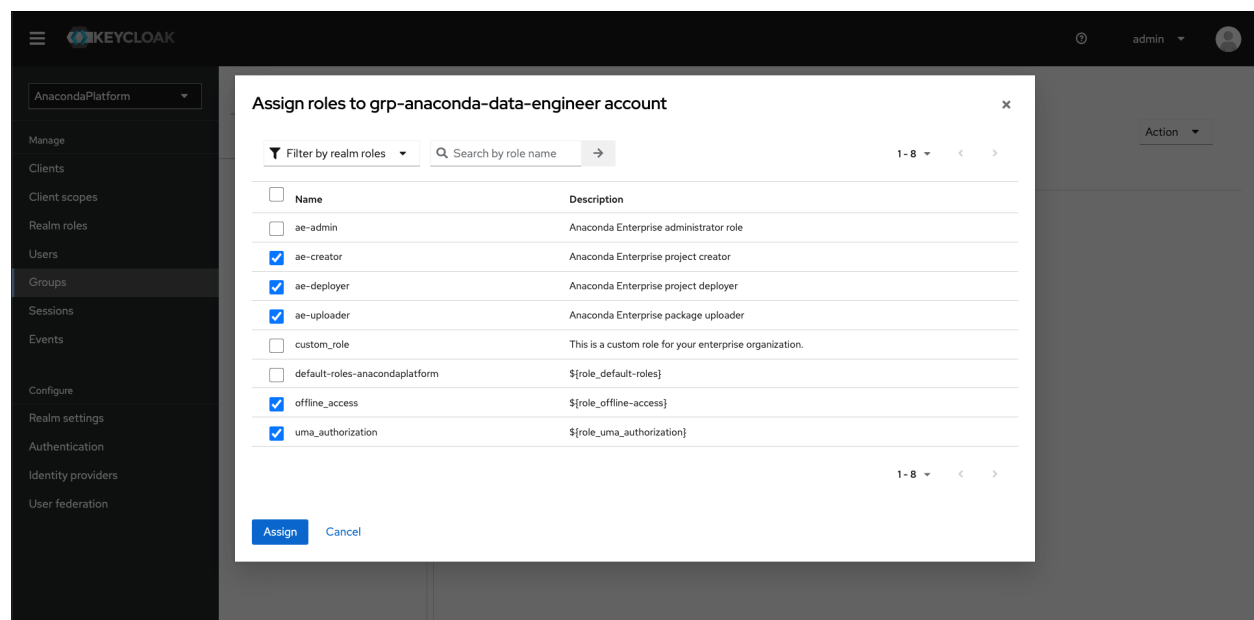 KEYCLOAK
admin
AnacondaPlatform
Manage
Clients
Client scopes
Realm roles
Users
Groups
Sessions
Events
Configure
Realm settings
Authentication
Identity providers
User federation
Action
Assign roles to grp-anaconda-data-engineer account
Filter by realm roles
Search by role name
1 - 8
Name Description
ae-admin Anaconda Enterprise administrator role
ae-creator Anaconda Enterprise project creator
ae-deployer Anaconda Enterprise project deployer
ae-uploader Anaconda Enterprise package uploader
custom_role This is a custom role for your enterprise organization.
default-roles-anacondaplatform ${role_default-roles}
offline_access ${role_offline-access}
uma_authorization ${role_uma_authorization}
1 - 8
Assign Cancel